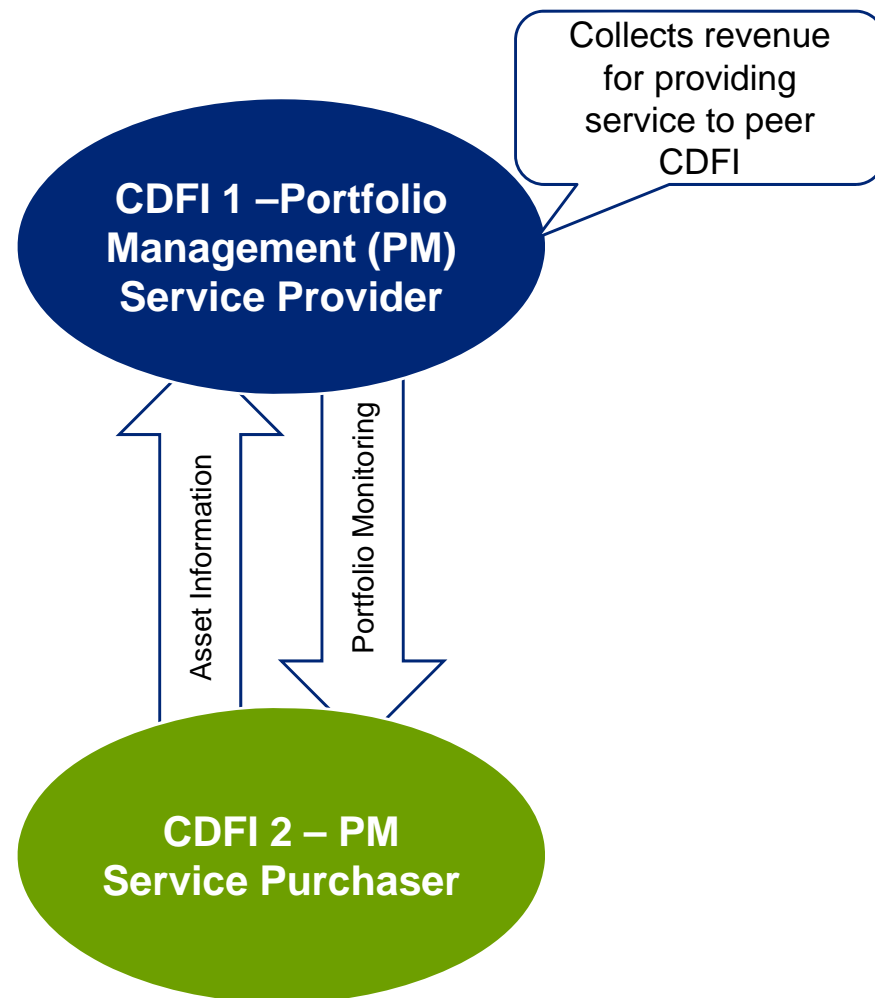 Collects revenue
for providing
service to peer
CDFI
CDFI 1 –Portfolio
Management (PM)
Service Provider
Asset Information
Portfolio Monitoring
CDFI 2 – PM
Service Purchaser